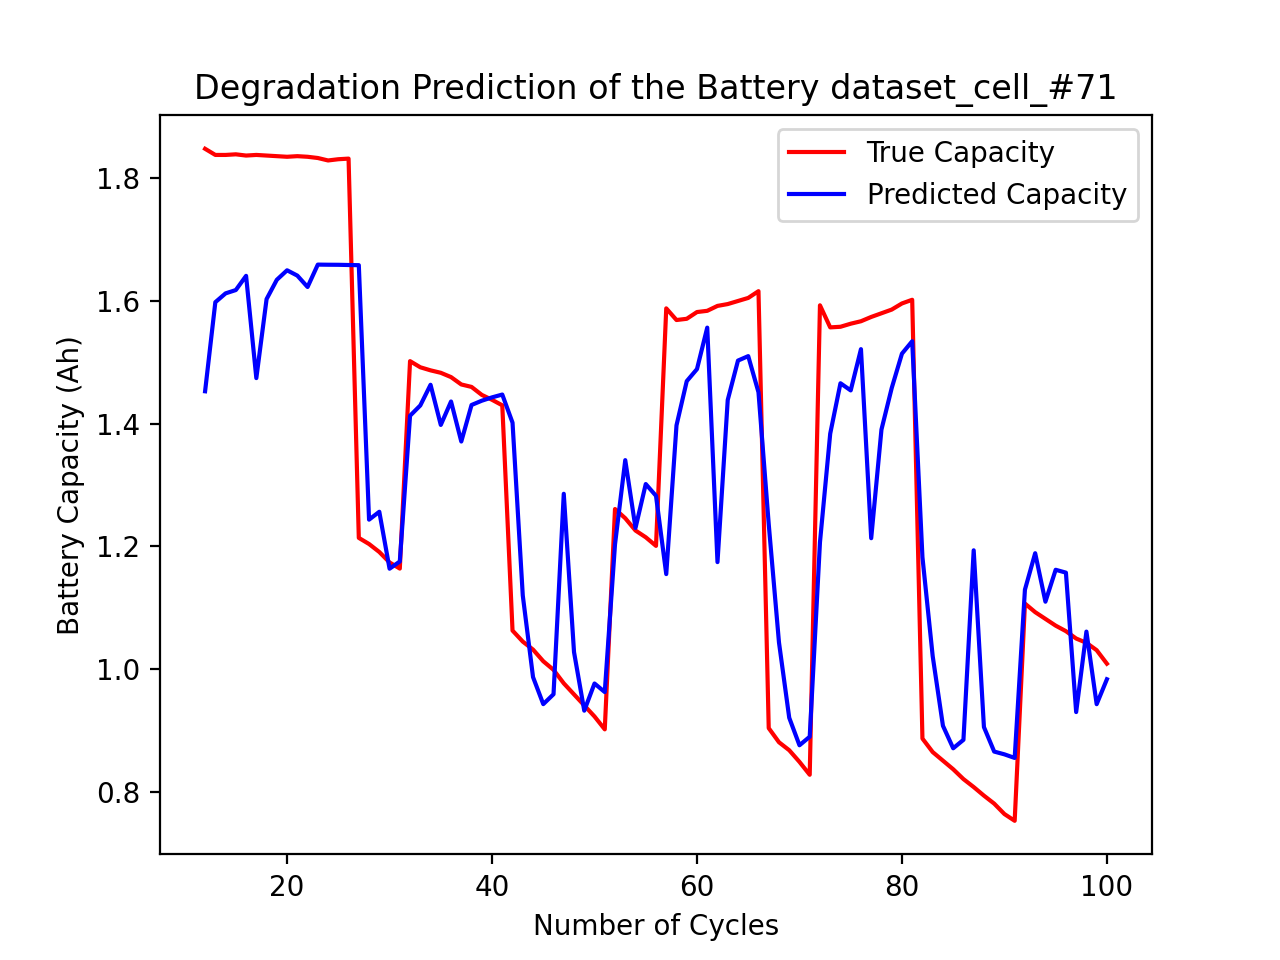 Degradation Prediction of the Battery dataset_cell_#71
True Capacity
Predicted Capacity
Battery Capacity (Ah)
1.8
1.6
1.4
1.2
1.0
0.8
20 40 60 80 100
Number of Cycles